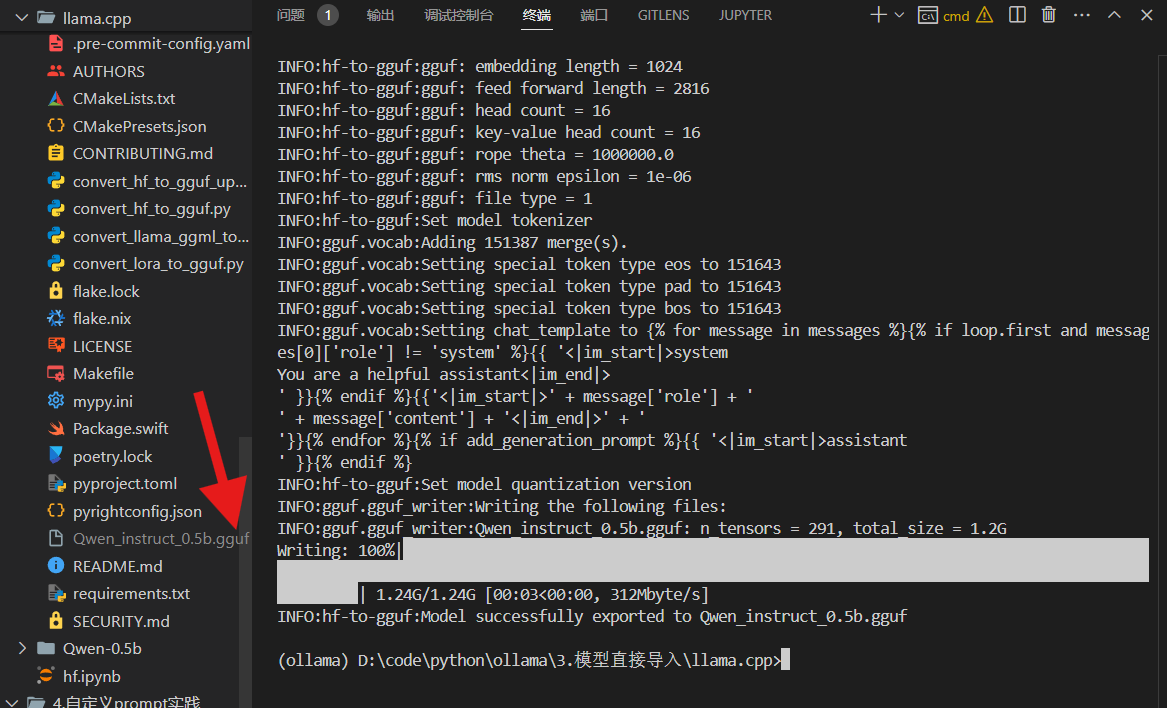 llama.cpp
.pre-commit-config.yaml
AUTHORS
CMakeLists.txt
CMakePresets.json
CONTRIBUTING.md
convert_hf_to_gguf_up...
convert_hf_to_gguf.py
convert_llama_ggml_to...
convert_lora_to_gguf.py
flake.lock
flake.nix
LICENSE
Makefile
mypy.ini
Package.swift
poetry.lock
pyproject.toml
pyrightconfig.json
Qwen_instruct_0.5b.gguf
README.md
requirements.txt
SECURITY.md
Qwen-0.5b
hf.ipynb
4.自定义prompt实践
问题 1 输出 调试控制台 终端 端口 GITLENS JUPYTER cmd
INFO:hf-to-gguf:gguf: embedding length = 1024
INFO:hf-to-gguf:gguf: feed forward length = 2816
INFO:hf-to-gguf:gguf: head count = 16
INFO:hf-to-gguf:gguf: key-value head count = 16
INFO:hf-to-gguf:gguf: rope theta = 1000000.0
INFO:hf-to-gguf:gguf: rms norm epsilon = 1e-06
INFO:hf-to-gguf:gguf: file type = 1
INFO:hf-to-gguf:Set model tokenizer
INFO:gguf.vocab:Adding 151387 merge(s).
INFO:gguf.vocab:Setting special token type eos to 151643
INFO:gguf.vocab:Setting special token type pad to 151643
INFO:gguf.vocab:Setting special token type bos to 151643
INFO:gguf.vocab:Setting chat_template to {% for message in messages %}{% if loop.first and messag
es[0]['role'] != 'system' %}{{ '<|im_start|>system
You are a helpful assistant<|im_end|>
' }}{% endif %}{{'<|im_start|>' + message['role'] + '
' + message['content'] + '<|im_end|>' + '
'}}{% endfor %}{% if add_generation_prompt %}{{ '<|im_start|>assistant
' }}{% endif %}
INFO:hf-to-gguf:Set model quantization version
INFO:gguf.gguf_writer:Writing the following files:
INFO:gguf.gguf_writer:Qwen_instruct_0.5b.gguf: n_tensors = 291, total_size = 1.2G
Writing: 100%|
| 1.24G/1.24G [00:03<00:00, 312Mbyte/s]
INFO:hf-to-gguf:Model successfully exported to Qwen_instruct_0.5b.gguf
(ollama) D:\code\python\ollama\3.模型直接导入\llama.cpp>